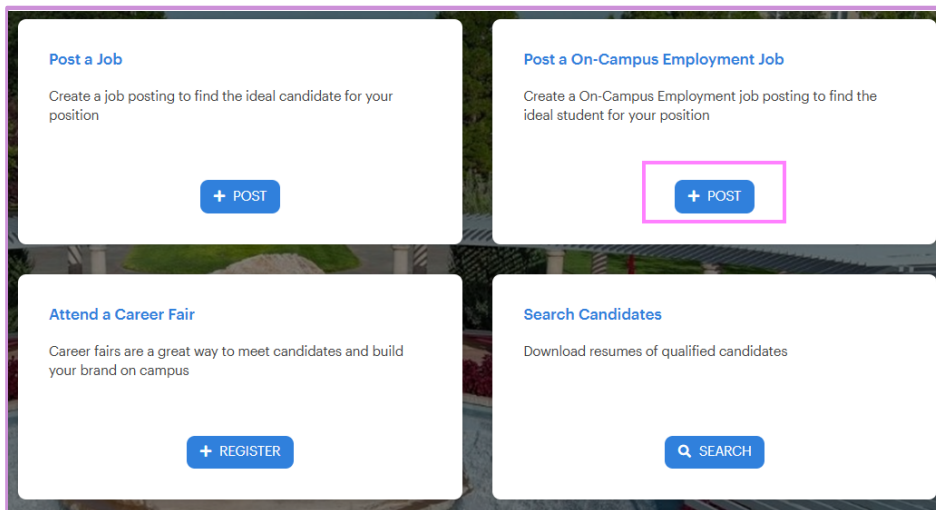 Post a Job
Create a job posting to find the ideal candidate for your
position
+ POST
Post a On-Campus Employment Job
Create a On-Campus Employment job posting to find the
ideal student for your position
+ POST
Attend a Career Fair
Career fairs are a great way to meet candidates and build
your brand on campus
+ REGISTER
Search Candidates
Download resumes of qualified candidates
SEARCH